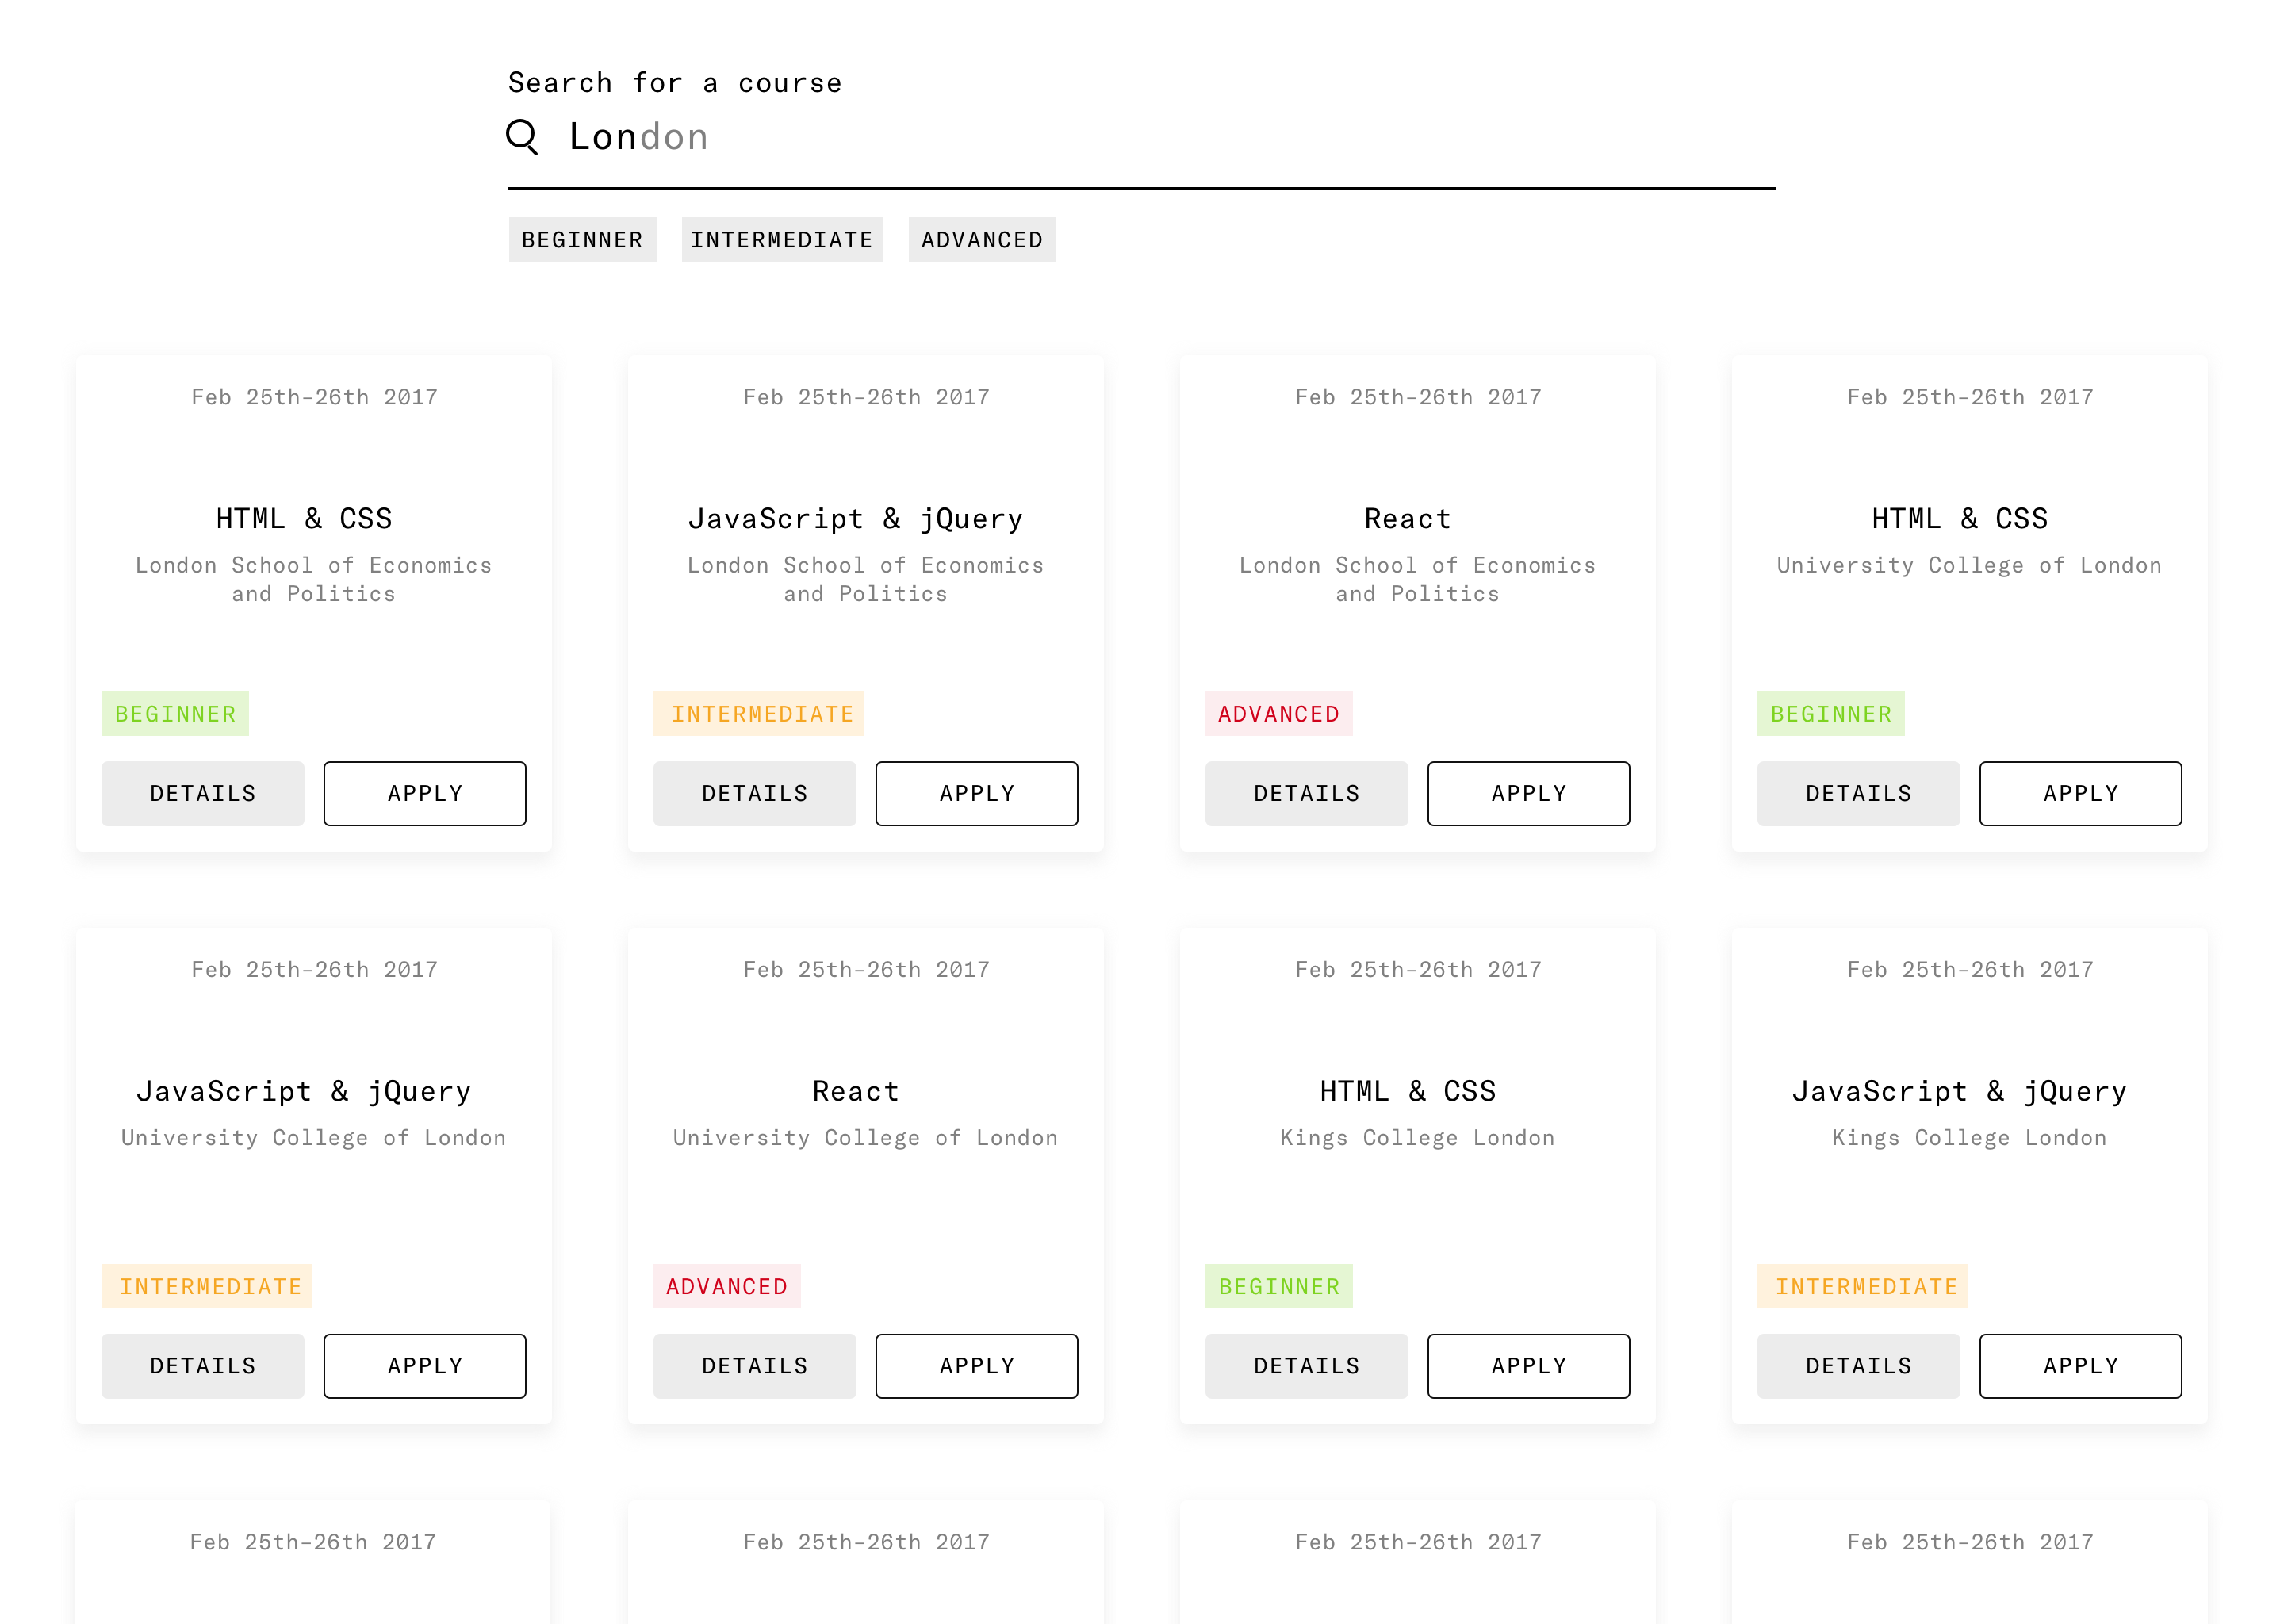 Search for a course
London
BEGINNER INTERMEDIATE ADVANCED
Feb 25th–26th 2017
HTML & CSS
London School of Economics
and Politics
BEGINNER
DETAILS APPLY
Feb 25th–26th 2017
JavaScript & jQuery
London School of Economics
and Politics
INTERMEDIATE
DETAILS APPLY
Feb 25th–26th 2017
React
London School of Economics
and Politics
ADVANCED
DETAILS APPLY
Feb 25th–26th 2017
HTML & CSS
University College of London
BEGINNER
DETAILS APPLY
Feb 25th–26th 2017
JavaScript & jQuery
University College of London
INTERMEDIATE
DETAILS APPLY
Feb 25th–26th 2017
React
University College of London
ADVANCED
DETAILS APPLY
Feb 25th–26th 2017
HTML & CSS
Kings College London
BEGINNER
DETAILS APPLY
Feb 25th–26th 2017
JavaScript & jQuery
Kings College London
INTERMEDIATE
DETAILS APPLY
Feb 25th–26th 2017
Feb 25th–26th 2017
Feb 25th–26th 2017
Feb 25th–26th 2017